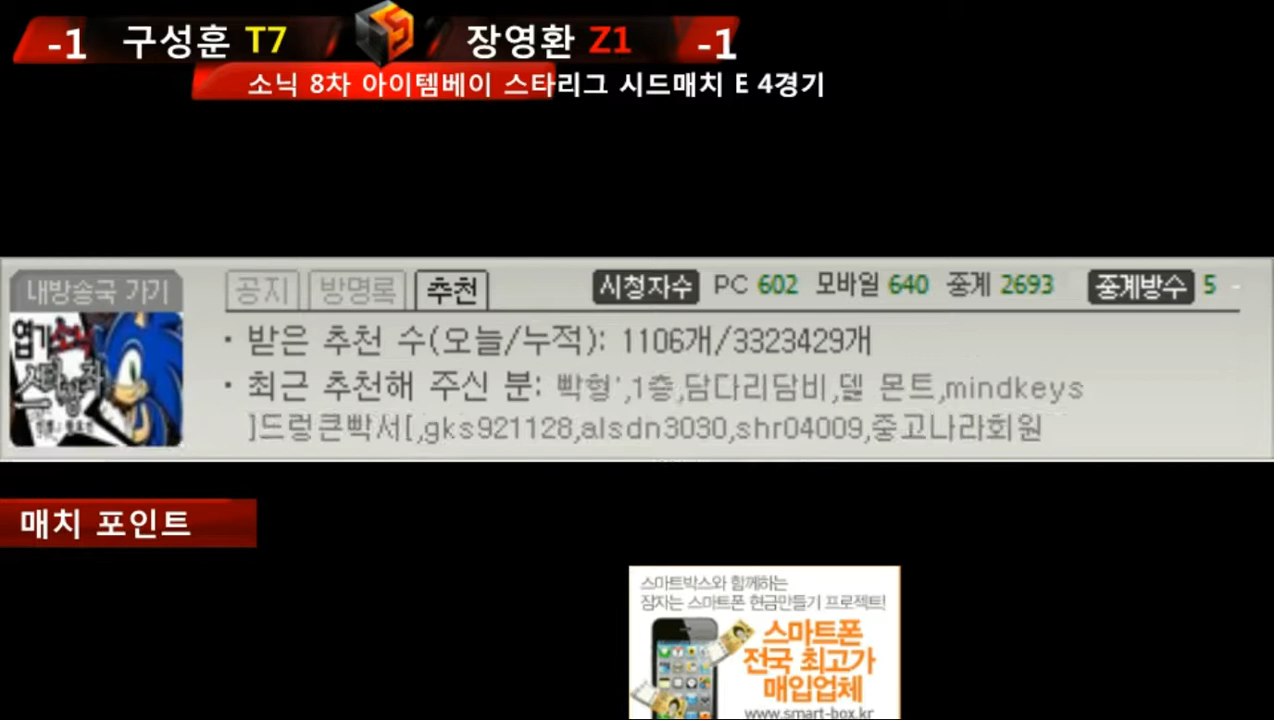 -1 구성훈 T7 장영환 Z1 -1
소닉 8차 아이템베이 스타리그 시드매치 E 4경기
내방송국 가기 공지 방명록 추천 시청자수 PC 602 모바일 640 중계 2693 중계방수 5
· 받은 추천 수(오늘/누적): 1106개/3323429개
· 최근 추천해 주신 분: 빡형',1층,담다리담비,델 몬트,mindkeys
]드렁큰빡서[,gks921128,alsdn3030,shr04009,중고나라회원
엽기소닉
매치 포인트
스마트박스와 함께하는
잠자는 스마트폰 현금만들기 프로젝트!
스마트폰
전국 최고가
매입업체
www.smart-box.kr